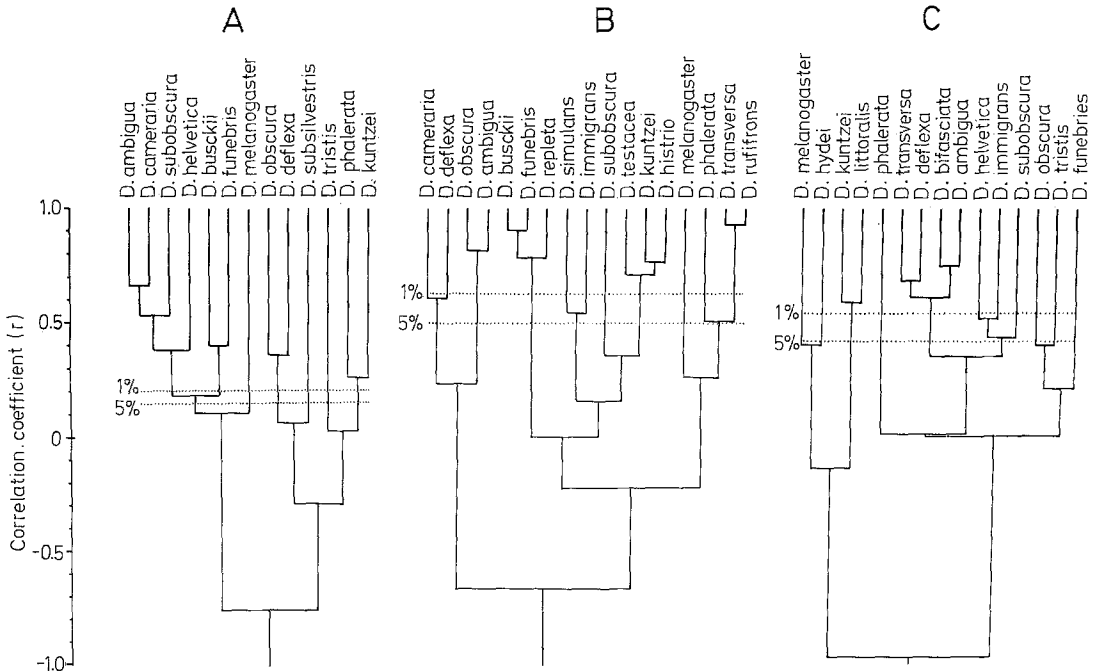 A
B
C
D. ambigua
D. cameraria
D. subobscura
D. helvetica
D. busckii
D. funebris
D. melanogaster
D. obscura
D. deflexa
D. subsilvestris
D. tristis
D. phalerata
D. kuntzei
D. cameraria
D. deflexa
D. obscura
D. ambigua
D. busckii
D. funebris
D. repleta
D. simulans
D. immigrans
D. subobscura
D. testacea
D. kuntzei
D. histrio
D. melanogaster
D. phalerata
D. transversa
D. rufifrons
D. melanogaster
D. hydei
D. kuntzei
D. littoralis
D. phalerata
D. transversa
D. deflexa
D. bifasciata
D. ambigua
D. helvetica
D. immigrans
D. subobscura
D. obscura
D. tristis
D. funebries
Correlation coefficient (r)
1.0
0.5
0
-0.5
-1.0
1%
5%
1%
5%
1%
5%